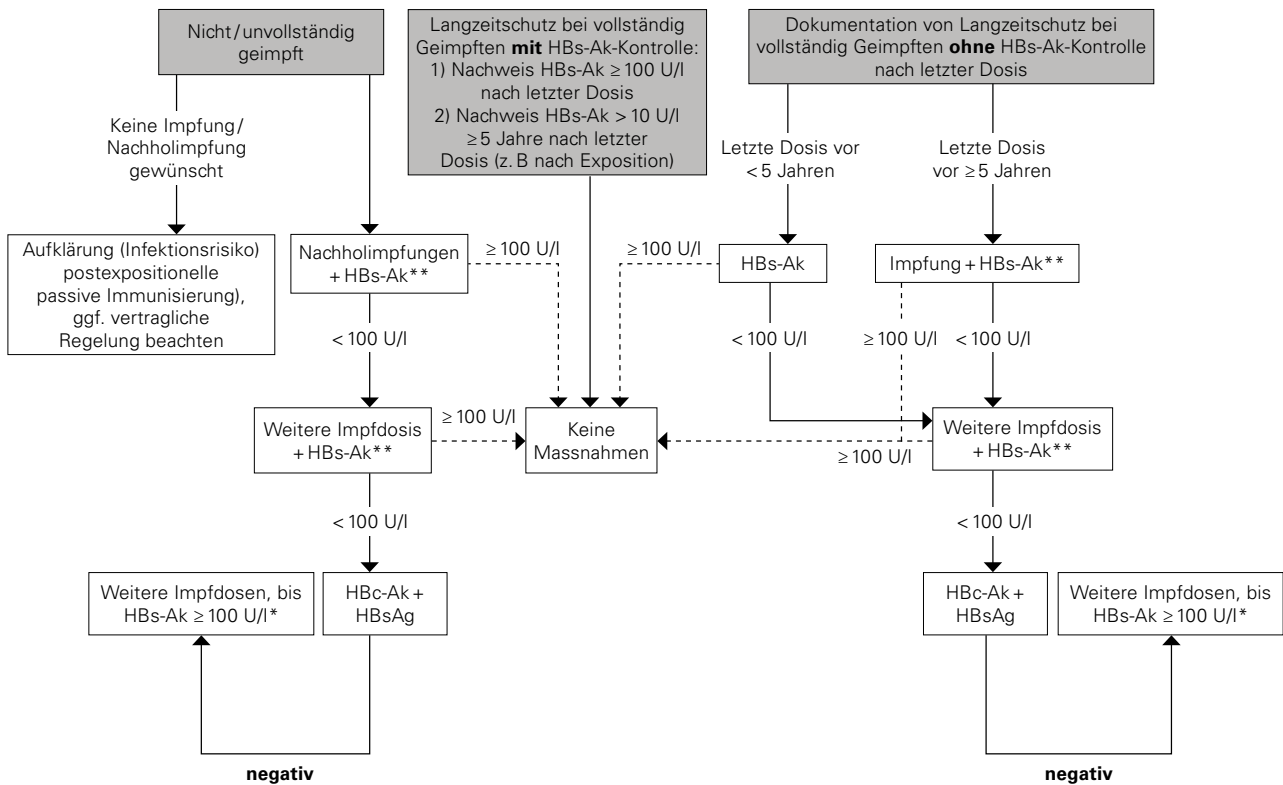 Nicht/unvollständig
geimpft
Langzeitschutz bei vollständig
Geimpften mit HBs-Ak-Kontrolle:
1) Nachweis HBs-Ak ≥ 100 U/l
nach letzter Dosis
2) Nachweis HBs-Ak > 10 U/l
≥ 5 Jahre nach letzter
Dosis (z. B nach Exposition)
Dokumentation von Langzeitschutz bei
vollständig Geimpften ohne HBs-Ak-Kontrolle
nach letzter Dosis
Keine Impfung/
Nachholimpfung
gewünscht
Letzte Dosis vor
< 5 Jahren
Letzte Dosis
vor ≥ 5 Jahren
Aufklärung (Infektionsrisiko)
postexpositionelle
passive Immunisierung),
ggf. vertragliche
Regelung beachten
Nachholimpfungen
+ HBs-Ak**
≥ 100 U/l
≥ 100 U/l
HBs-Ak
Impfung + HBs-Ak**
< 100 U/l
< 100 U/l
≥ 100 U/l
< 100 U/l
Weitere Impfdosis
+ HBs-Ak**
≥ 100 U/l
Keine
Massnahmen
≥ 100 U/l
Weitere Impfdosis
+ HBs-Ak**
< 100 U/l
< 100 U/l
Weitere Impfdosen, bis
HBs-Ak ≥ 100 U/l*
HBc-Ak +
HBsAg
HBc-Ak +
HBsAg
Weitere Impfdosen, bis
HBs-Ak ≥ 100 U/l*
negativ
negativ